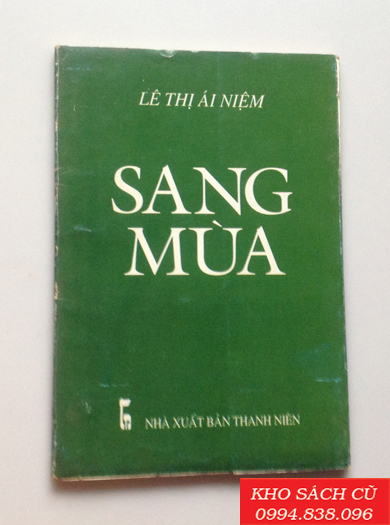 LÊ THỊ ÁI NIỆM
SANG
MÙA
NHÀ XUẤT BẢN THANH NIÊN
KHO SÁCH CŨ
0994.838.096